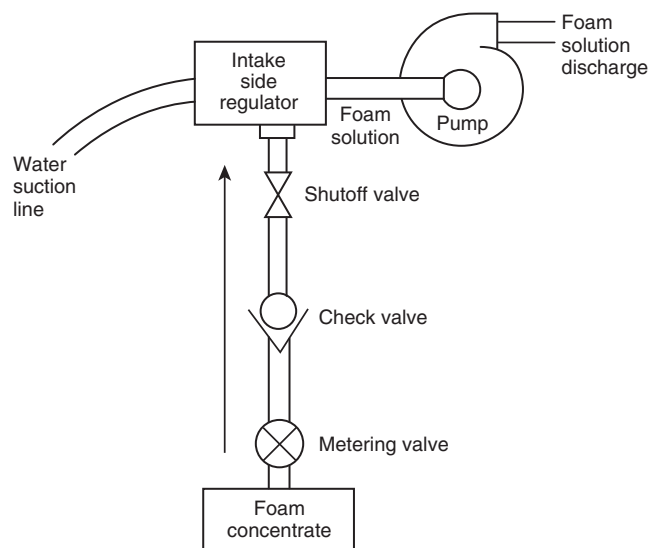 Foam
solution
discharge
Intake
side
regulator
Foam
solution
Pump
Water
suction
line
Shutoff valve
Check valve
Metering valve
Foam
concentrate